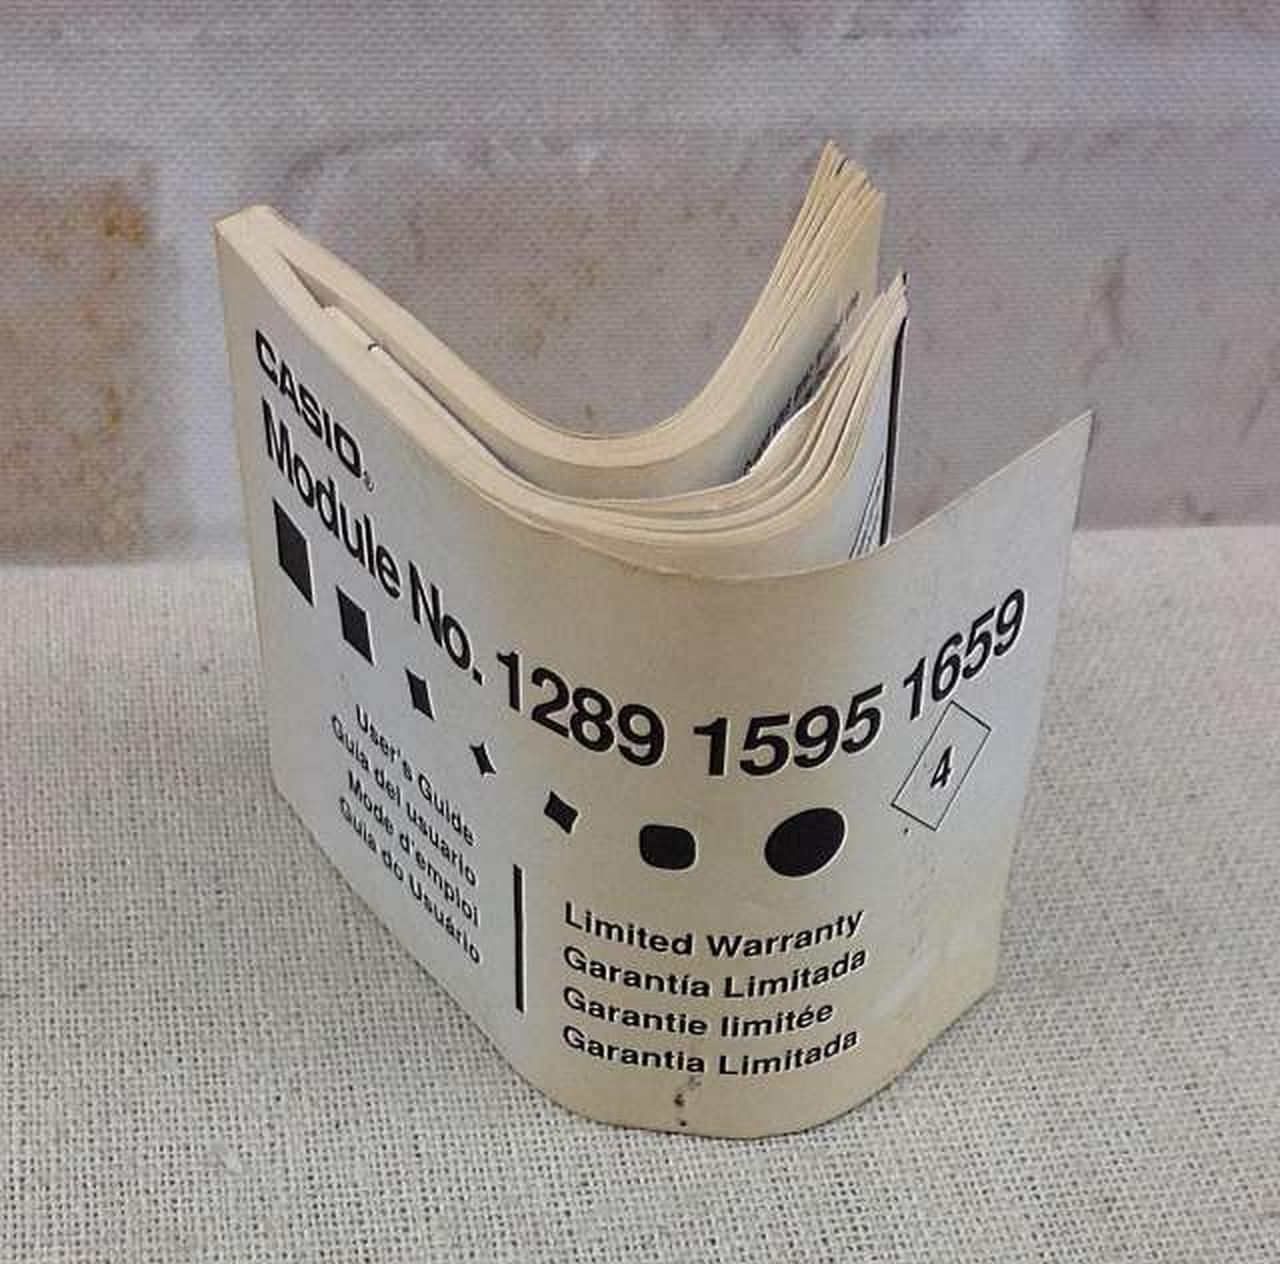 CASIO®
Module No. 1289 1595 1659
4
User's Guide
Guía del usuario
Mode d'emploi
Guia do Usuário
Limited Warranty
Garantía Limitada
Garantie limitée
Garantia Limitada